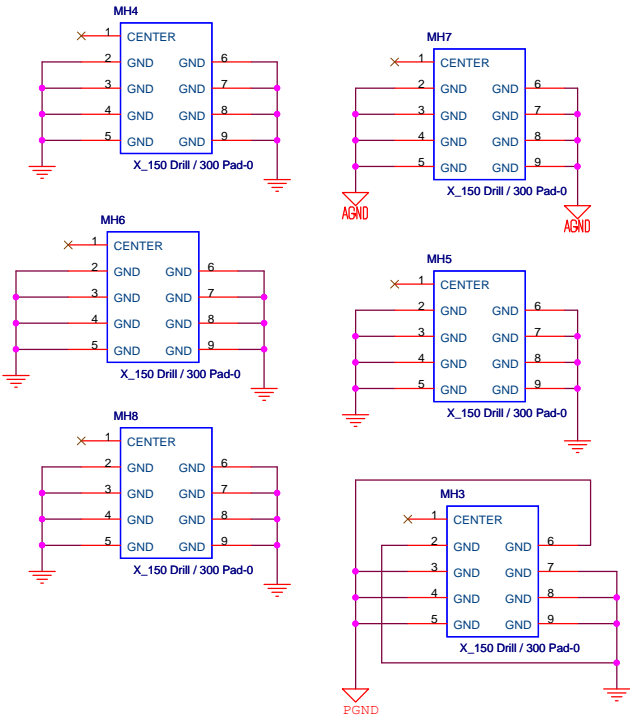 MH4
1 CENTER
2 GND GND 6
3 GND GND 7
4 GND GND 8
5 GND GND 9
X_150 Drill / 300 Pad-0
MH7
1 CENTER
2 GND GND 6
3 GND GND 7
4 GND GND 8
5 GND GND 9
X_150 Drill / 300 Pad-0
AGND
AGND
MH6
1 CENTER
2 GND GND 6
3 GND GND 7
4 GND GND 8
5 GND GND 9
X_150 Drill / 300 Pad-0
MH5
1 CENTER
2 GND GND 6
3 GND GND 7
4 GND GND 8
5 GND GND 9
X_150 Drill / 300 Pad-0
MH8
1 CENTER
2 GND GND 6
3 GND GND 7
4 GND GND 8
5 GND GND 9
X_150 Drill / 300 Pad-0
MH3
1 CENTER
2 GND GND 6
3 GND GND 7
4 GND GND 8
5 GND GND 9
X_150 Drill / 300 Pad-0
PGND